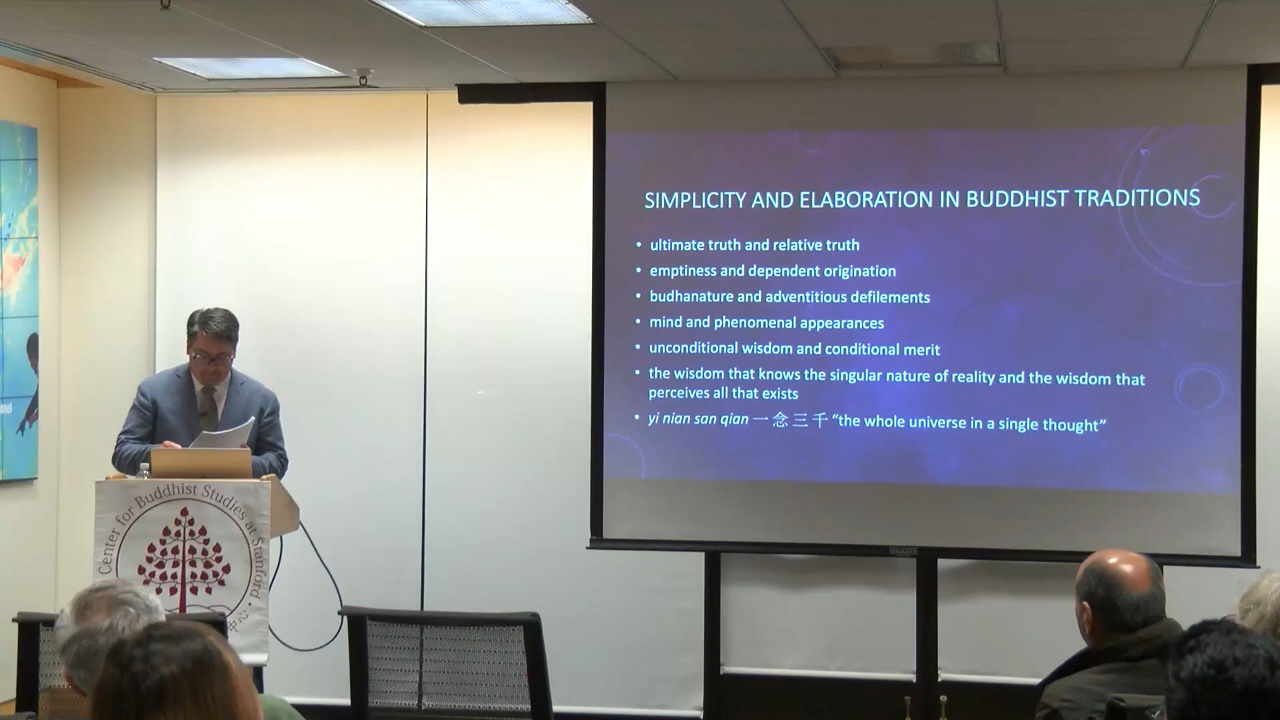 SIMPLICITY AND ELABORATION IN BUDDHIST TRADITIONS
• ultimate truth and relative truth
• emptiness and dependent origination
• budhanature and adventitious defilements
• mind and phenomenal appearances
• unconditional wisdom and conditional merit
• the wisdom that knows the singular nature of reality and the wisdom that
perceives all that exists
• yi nian san qian 一念三千 “the whole universe in a single thought”
Center for Buddhist Studies at Stanford •
中心